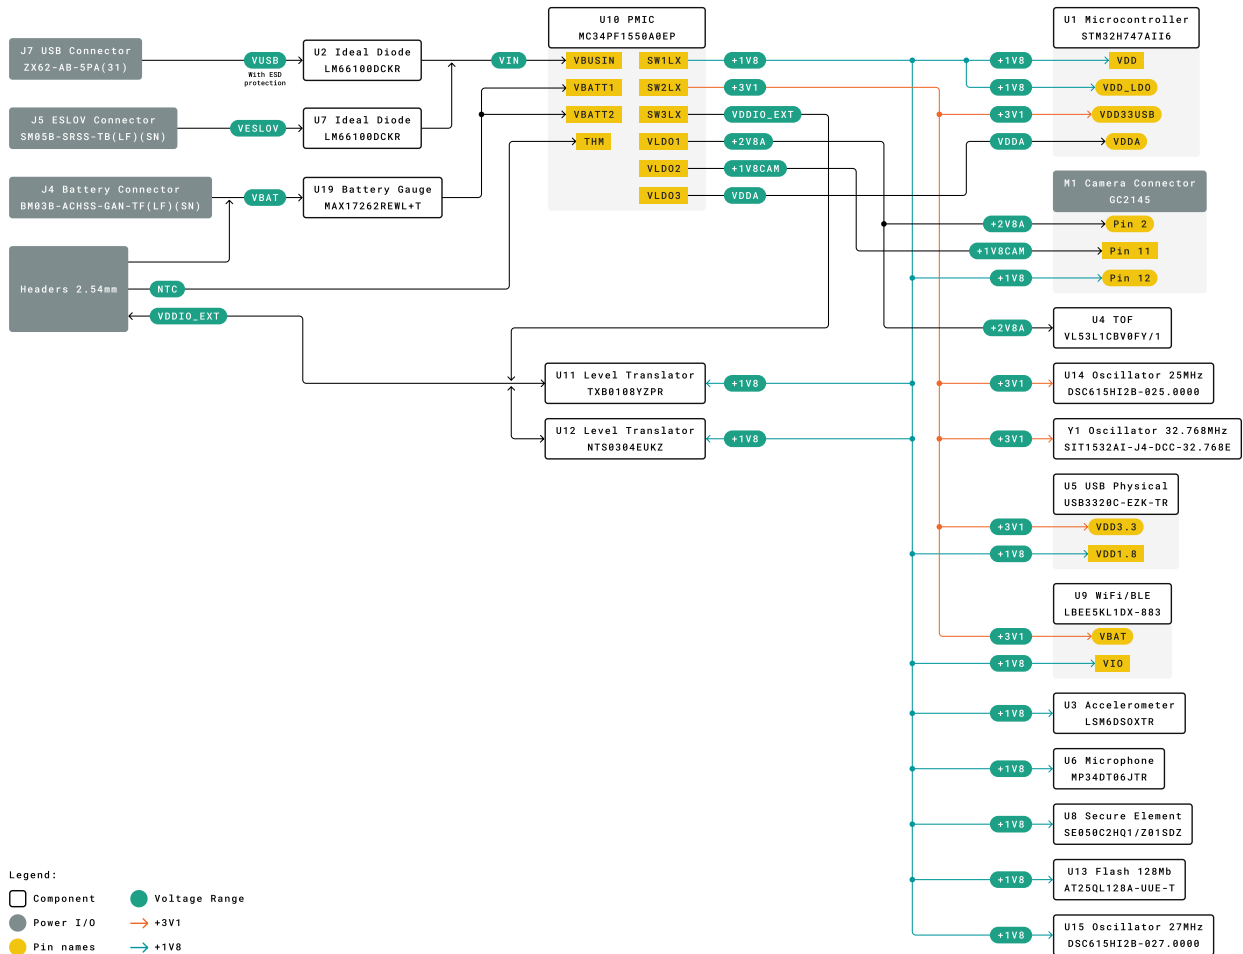 J7 USB Connector
ZX62-AB-5PA(31)
VUSB
With ESD
protection
U2 Ideal Diode
LM66100DCKR
VIN
J5 ESLOV Connector
SM05B-SRSS-TB(LF)(SN)
VESLOV
U7 Ideal Diode
LM66100DCKR
J4 Battery Connector
BM03B-ACHSS-GAN-TF(LF)(SN)
VBAT
U19 Battery Gauge
MAX17262REWL+T
Headers 2.54mm
NTC
VDDIO_EXT
U10 PMIC
MC34PF1550A0EP
VBUSIN
VBATT1
VBATT2
THM
SW1LX
SW2LX
SW3LX
VLDO1
VLDO2
VLDO3
+1V8
+3V1
VDDIO_EXT
+2V8A
+1V8CAM
VDDA
U11 Level Translator
TXB0108YZPR
+1V8
U12 Level Translator
NTS0304EUKZ
+1V8
U1 Microcontroller
STM32H747AII6
+1V8 VDD
+1V8 VDD_LDO
+3V1 VDD33USB
VDDA VDDA
M1 Camera Connector
GC2145
+2V8A Pin 2
+1V8CAM Pin 11
+1V8 Pin 12
U4 TOF
VL53L1CBV0FY/1
+2V8A
U14 Oscillator 25MHz
DSC615HI2B-025.0000
+3V1
Y1 Oscillator 32.768MHz
SIT1532AI-J4-DCC-32.768E
+3V1
U5 USB Physical
USB3320C-EZK-TR
+3V1 VDD3.3
+1V8 VDD1.8
U9 WiFi/BLE
LBEE5KL1DX-883
+3V1 VBAT
+1V8 VIO
U3 Accelerometer
LSM6DSOXTR
+1V8
U6 Microphone
MP34DT06JTR
+1V8
U8 Secure Element
SE050C2HQ1/Z01SDZ
+1V8
U13 Flash 128Mb
AT25QL128A-UUE-T
+1V8
U15 Oscillator 27MHz
DSC615HI2B-027.0000
+1V8
Legend:
Component
Voltage Range
Power I/O
+3V1
Pin names
+1V8